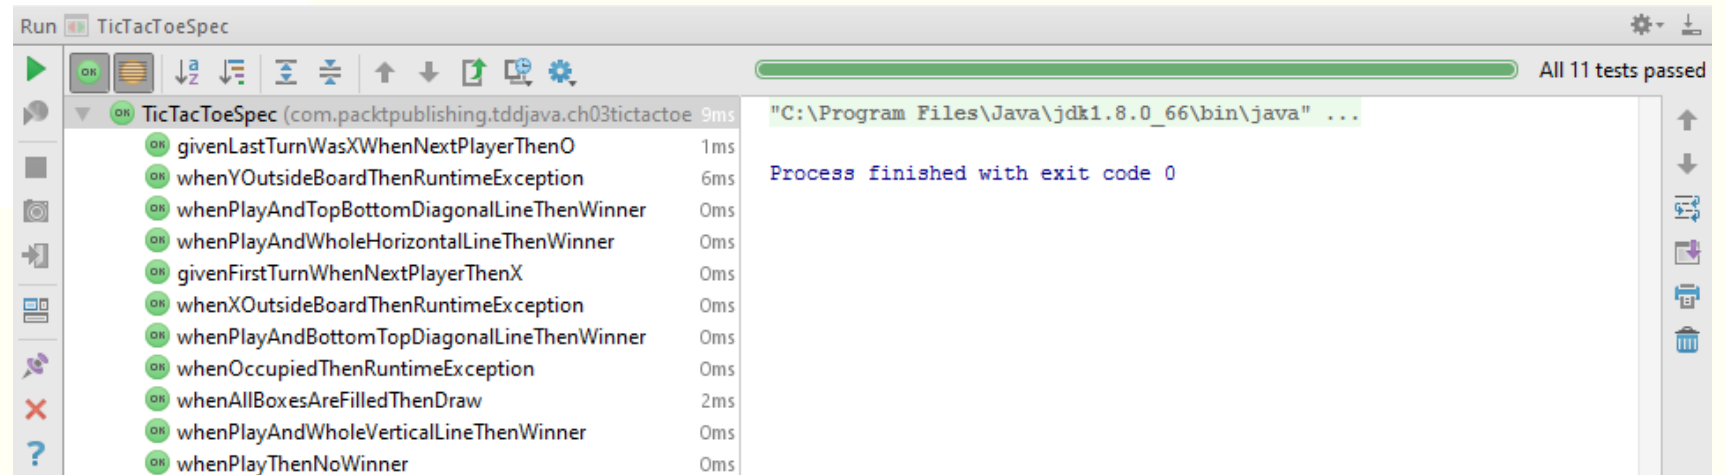 Run TicTacToeSpec
All 11 tests passed
TicTacToeSpec (com.packtpublishing.tddjava.ch03tictactoe 9ms
givenLastTurnWasXWhenNextPlayerThenO 1ms
whenYOutsideBoardThenRuntimeException 6ms
whenPlayAndTopBottomDiagonalLineThenWinner 0ms
whenPlayAndWholeHorizontalLineThenWinner 0ms
givenFirstTurnWhenNextPlayerThenX 0ms
whenXOutsideBoardThenRuntimeException 0ms
whenPlayAndBottomTopDiagonalLineThenWinner 0ms
whenOccupiedThenRuntimeException 0ms
whenAllBoxesAreFilledThenDraw 2ms
whenPlayAndWholeVerticalLineThenWinner 0ms
whenPlayThenNoWinner 0ms
"C:\Program Files\Java\jdk1.8.0_66\bin\java" ...
Process finished with exit code 0